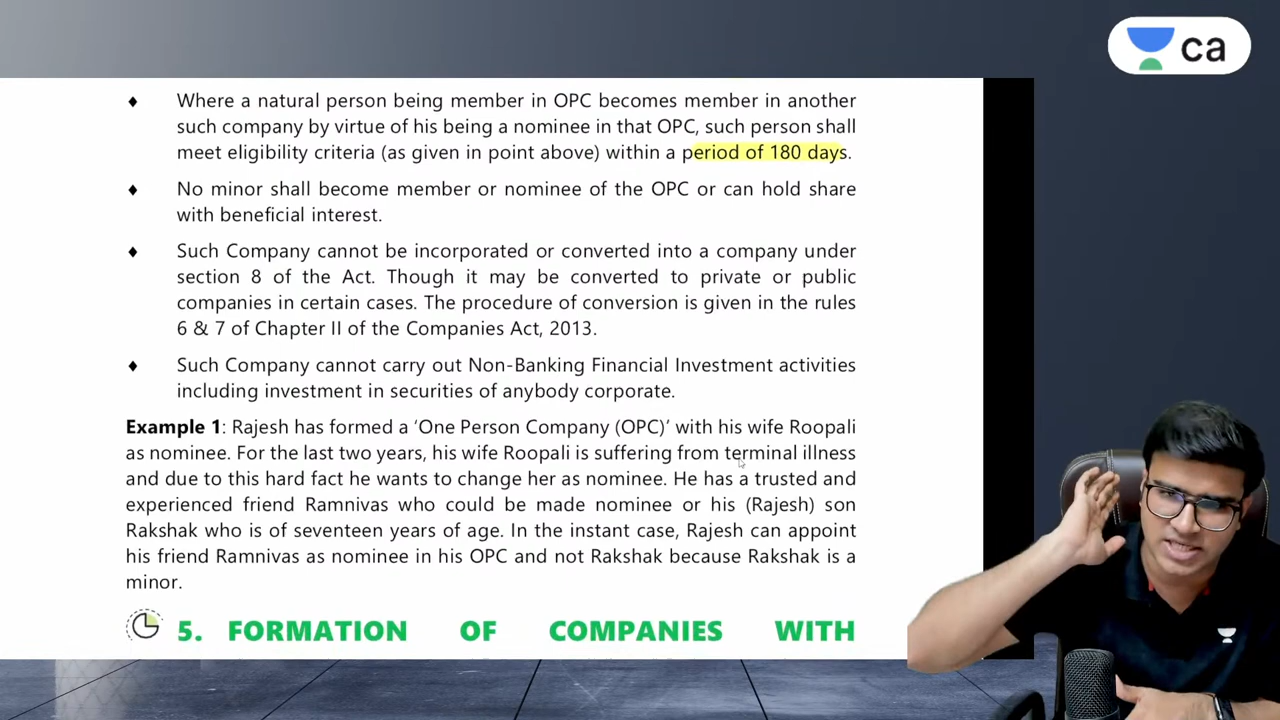 ca
♦ Where a natural person being member in OPC becomes member in another
such company by virtue of his being a nominee in that OPC, such person shall
meet eligibility criteria (as given in point above) within a period of 180 days.
♦ No minor shall become member or nominee of the OPC or can hold share
with beneficial interest.
♦ Such Company cannot be incorporated or converted into a company under
section 8 of the Act. Though it may be converted to private or public
companies in certain cases. The procedure of conversion is given in the rules
6 & 7 of Chapter II of the Companies Act, 2013.
♦ Such Company cannot carry out Non-Banking Financial Investment activities
including investment in securities of anybody corporate.
Example 1: Rajesh has formed a ‘One Person Company (OPC)’ with his wife Roopali
as nominee. For the last two years, his wife Roopali is suffering from terminal illness
and due to this hard fact he wants to change her as nominee. He has a trusted and
experienced friend Ramnivas who could be made nominee or his (Rajesh) son
Rakshak who is of seventeen years of age. In the instant case, Rajesh can appoint
his friend Ramnivas as nominee in his OPC and not Rakshak because Rakshak is a
minor.
5. FORMATION OF COMPANIES WITH